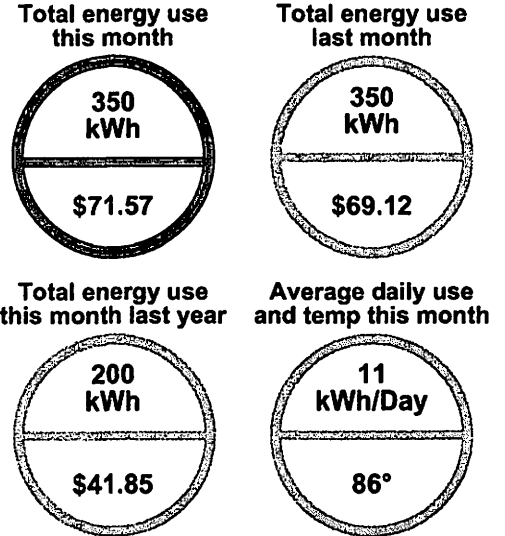 Total energy use
this month
350
kWh
$71.57
Total energy use
last month
350
kWh
$69.12
Total energy use
this month last year
200
kWh
$41.85
Average daily use
and temp this month
11
kWh/Day
86°